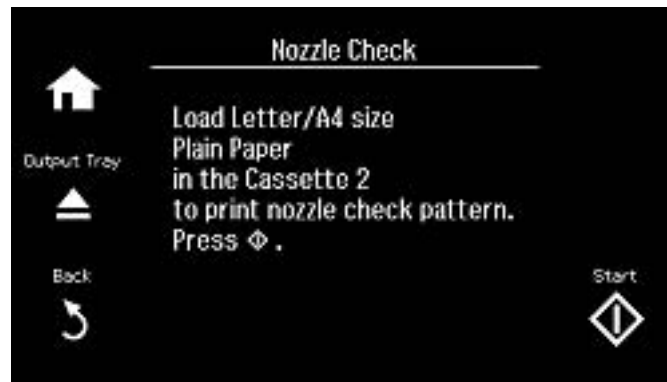 Nozzle Check
Output Tray
Back
Load Letter/A4 size
Plain Paper
in the Cassette 2
to print nozzle check pattern.
Press .
Start